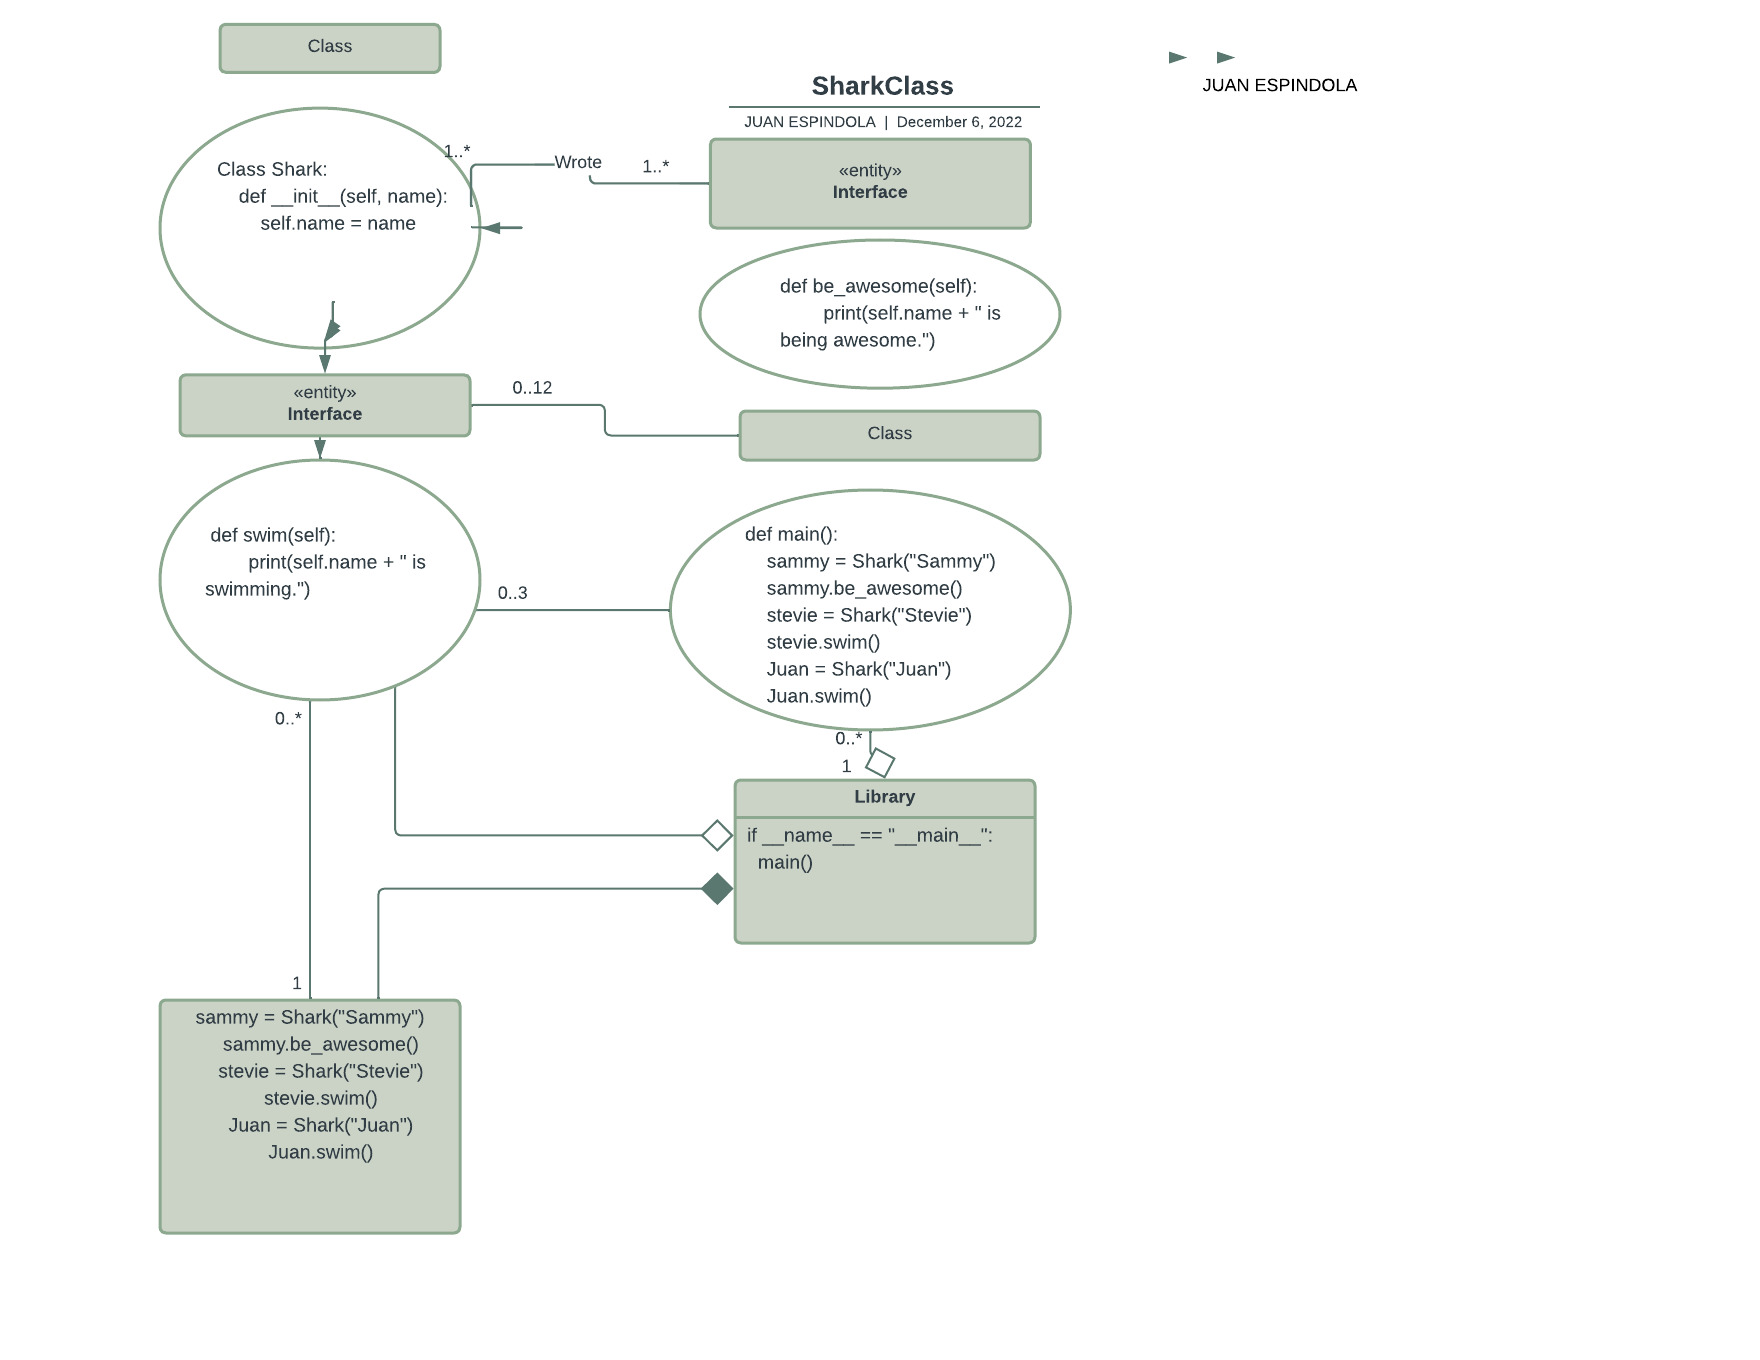 Class
JUAN ESPINDOLA
SharkClass
JUAN ESPINDOLA | December 6, 2022
Class Shark:
def __init__(self, name):
self.name = name
1..*
Wrote
1..*
«entity»
Interface
def be_awesome(self):
print(self.name + " is
being awesome.")
«entity»
Interface
0..12
Class
def swim(self):
print(self.name + " is
swimming.")
0..3
def main():
sammy = Shark("Sammy")
sammy.be_awesome()
stevie = Shark("Stevie")
stevie.swim()
Juan = Shark("Juan")
Juan.swim()
0..*
0..*
1
Library
if __name__ == "__main__":
main()
1
sammy = Shark("Sammy")
sammy.be_awesome()
stevie = Shark("Stevie")
stevie.swim()
Juan = Shark("Juan")
Juan.swim()